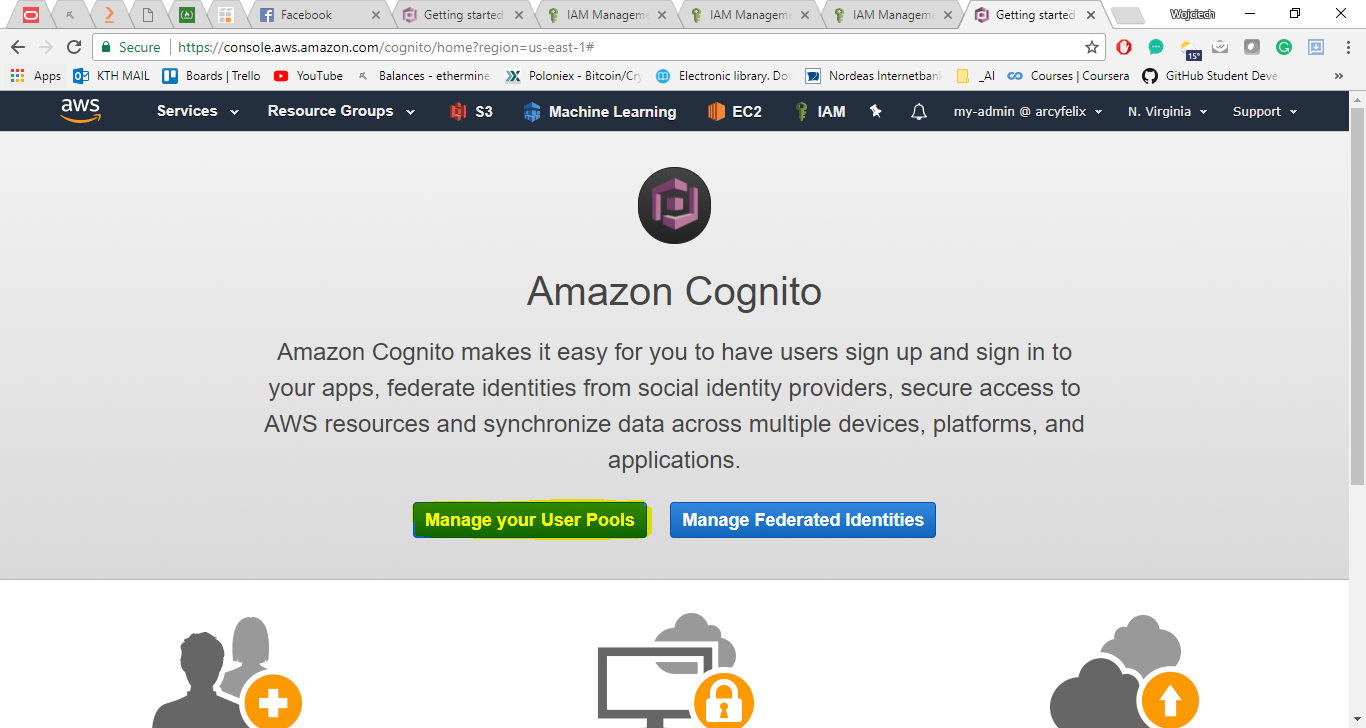 Facebook
Getting started
IAM Managem
IAM Managem
IAM Managem
Getting started
Wojciech
Secure
https://console.aws.amazon.com/cognito/home?region=us-east-1#
Apps
KTH MAIL
Boards | Trello
YouTube
Balances - ethermine
Poloniex - Bitcoin/Cry
Electronic library. Do
Nordeas Internetbank
_AI
Courses | Coursera
GitHub Student Deve
15°
aws
Services
Resource Groups
S3
Machine Learning
EC2
IAM
my-admin @ arcyfelix
N. Virginia
Support
Amazon Cognito
Amazon Cognito makes it easy for you to have users sign up and sign in to
your apps, federate identities from social identity providers, secure access to
AWS resources and synchronize data across multiple devices, platforms, and
applications.
Manage your User Pools
Manage Federated Identities